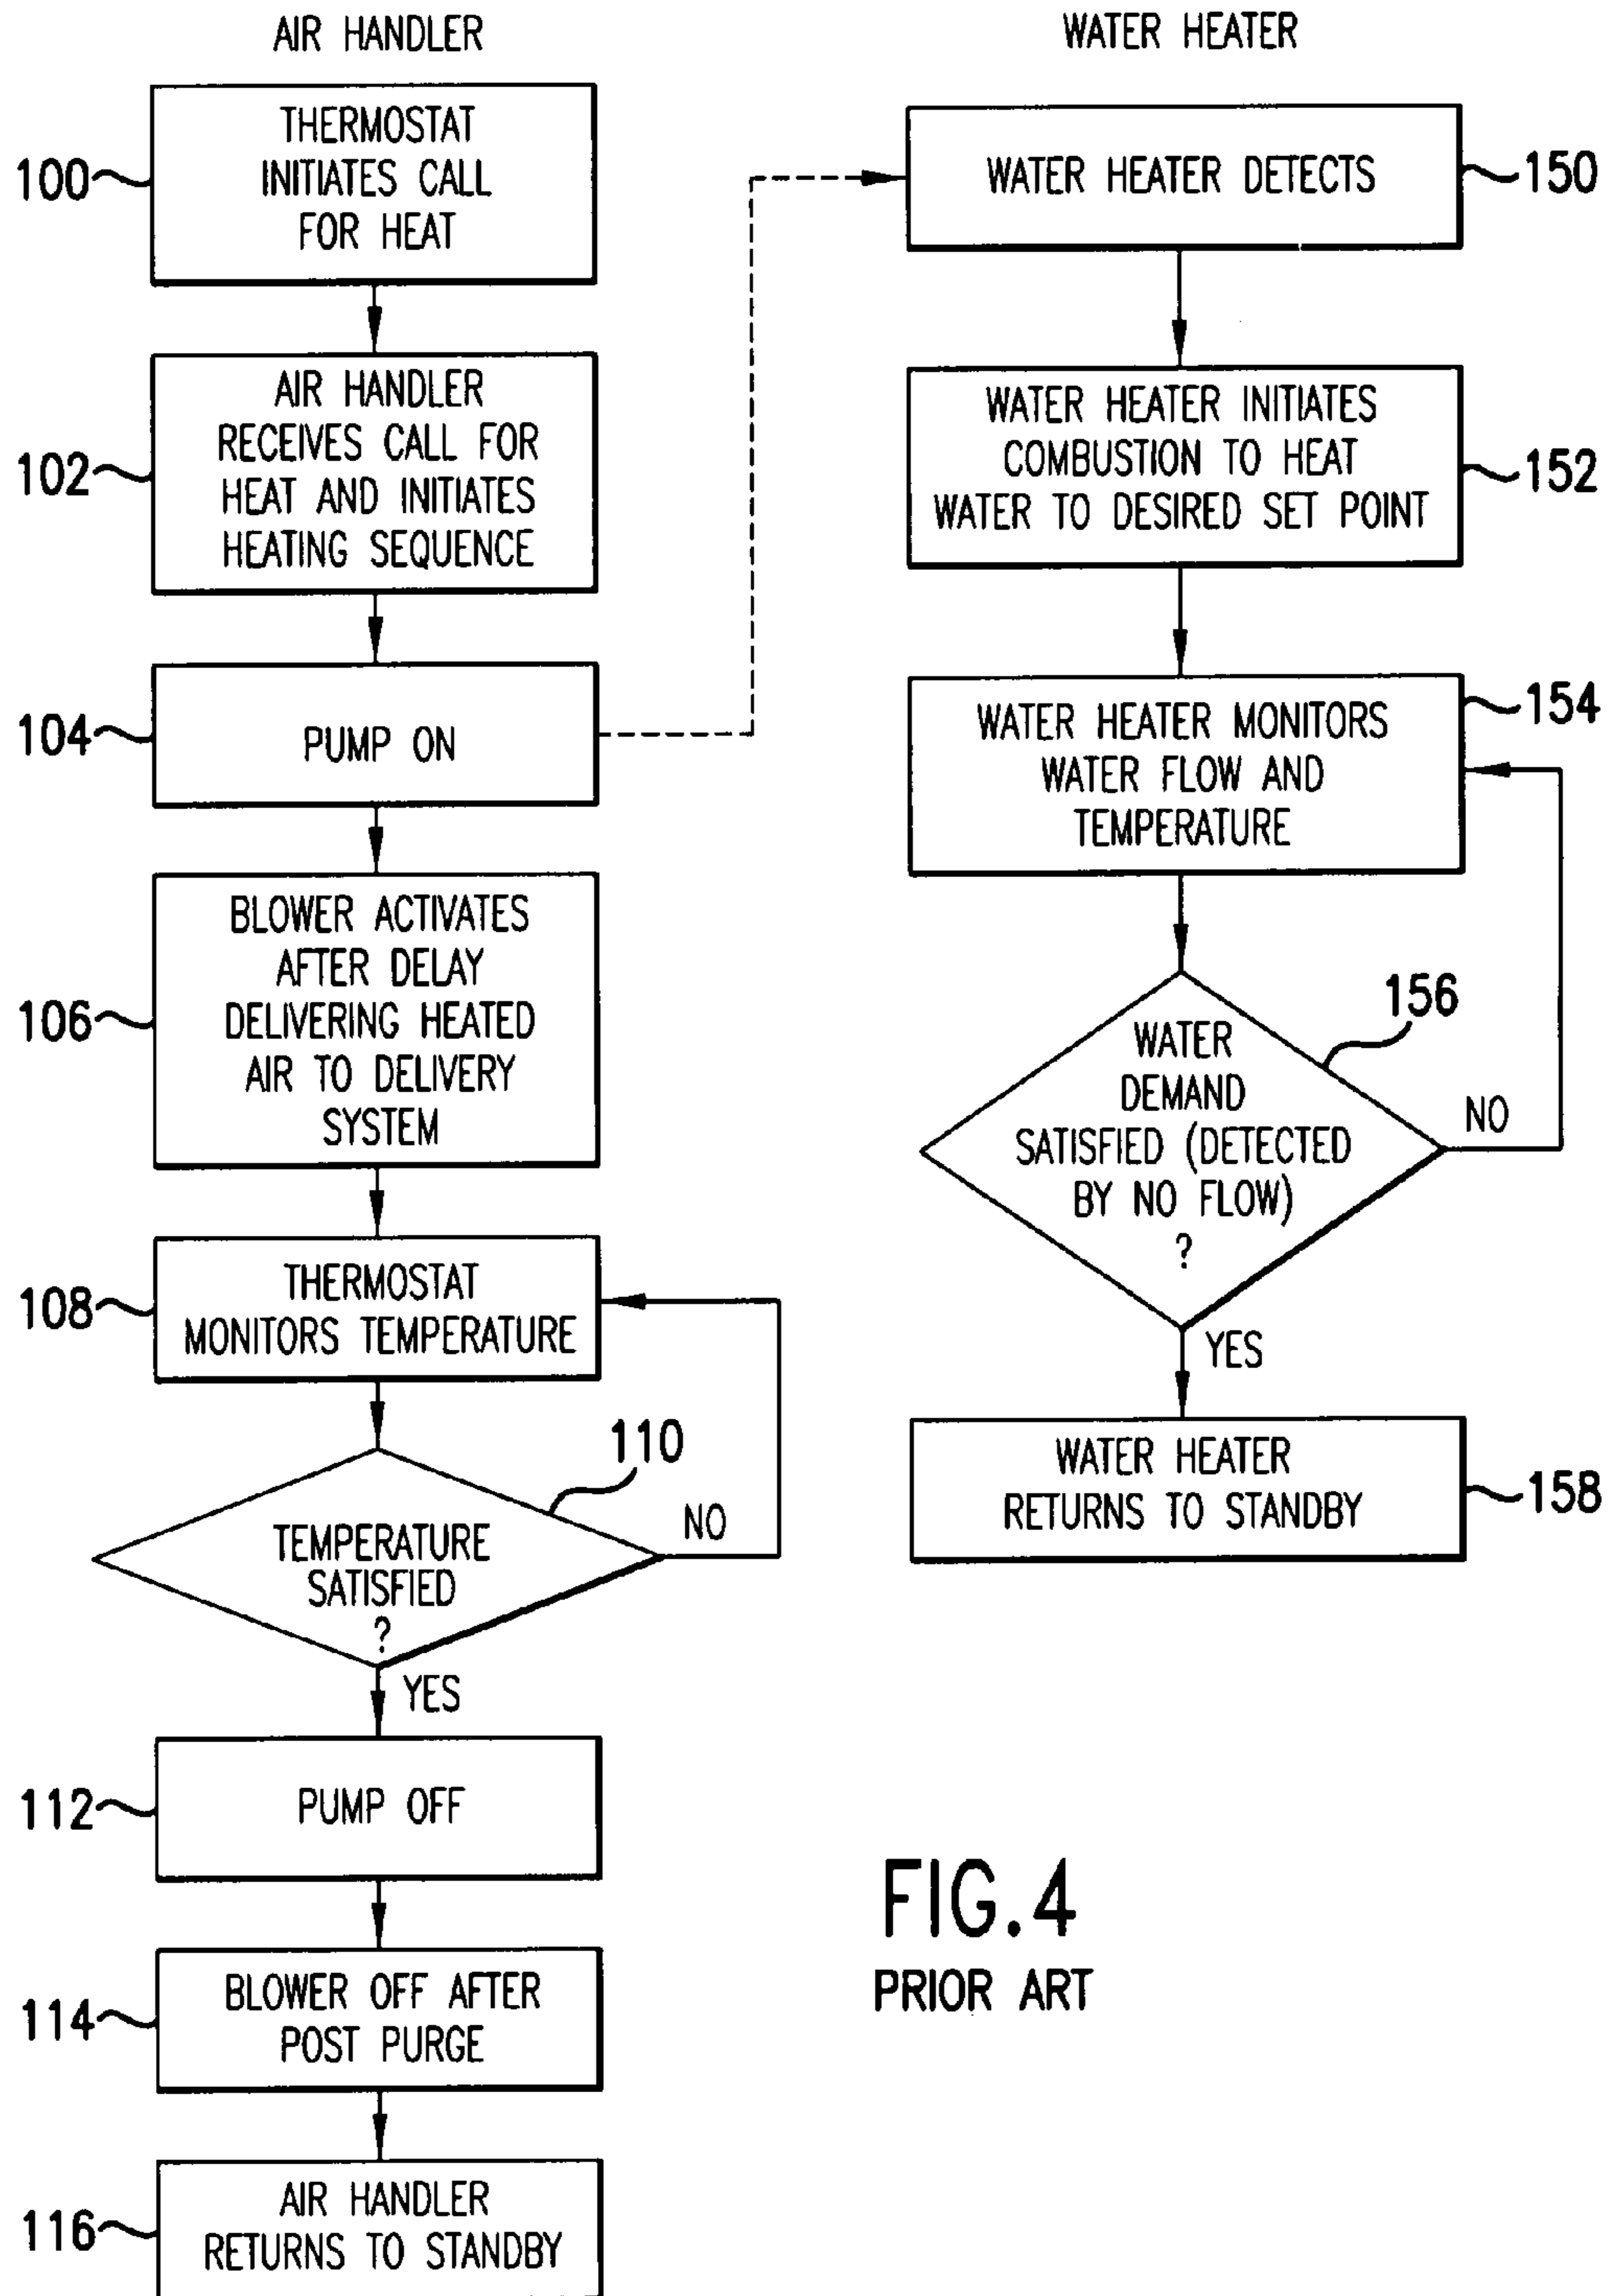 AIR HANDLER
THERMOSTAT
INITIATES CALL
FOR HEAT
100
AIR HANDLER
RECEIVES CALL FOR
HEAT AND INITIATES
HEATING SEQUENCE
102
PUMP ON
104
BLOWER ACTIVATES
AFTER DELAY
DELIVERING HEATED
AIR TO DELIVERY
SYSTEM
106
THERMOSTAT
MONITORS TEMPERATURE
108
110
TEMPERATURE
SATISFIED
?
NO
YES
PUMP OFF
112
BLOWER OFF AFTER
POST PURGE
114
AIR HANDLER
RETURNS TO STANDBY
116
WATER HEATER
WATER HEATER DETECTS
150
WATER HEATER INITIATES
COMBUSTION TO HEAT
WATER TO DESIRED SET POINT
152
WATER HEATER MONITORS
WATER FLOW AND
TEMPERATURE
154
156
WATER
DEMAND
SATISFIED (DETECTED
BY NO FLOW)
?
NO
YES
WATER HEATER
RETURNS TO STANDBY
158
FIG.4
PRIOR ART